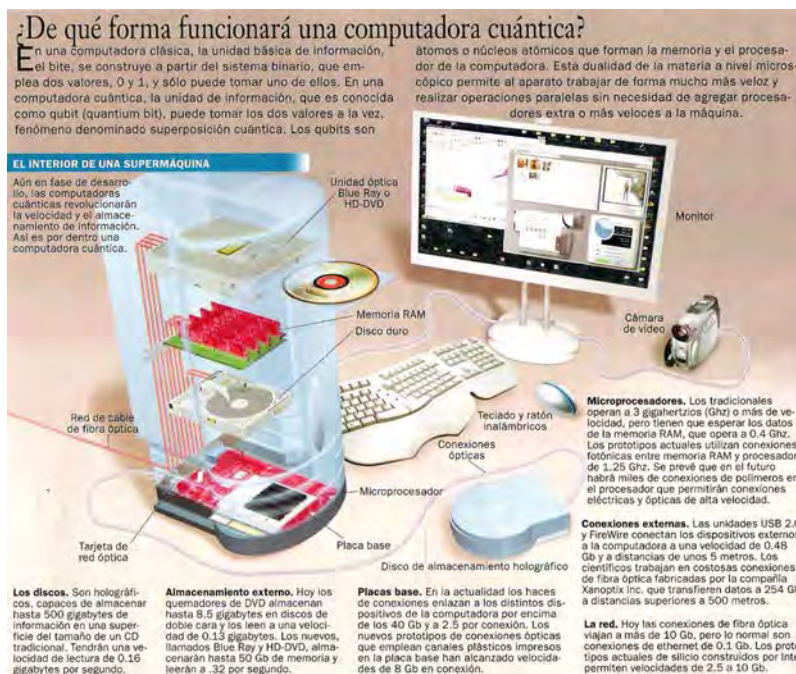 ¿De qué forma funcionará una computadora cuántica?
En una computadora clásica, la unidad básica de información,
el bite, se construye a partir del sistema binario, que em-
plea dos valores, 0 y 1, y sólo puede tomar uno de ellos. En una
computadora cuántica, la unidad de información, que es conocida
como qubit (quantium bit), puede tomar los dos valores a la vez,
fenómeno denominado superposición cuántica. Los qubits son
átomos o núcleos atómicos que forman la memoria y el procesa-
dor de la computadora. Esta dualidad de la materia a nivel micros-
cópico permite al aparato trabajar de forma mucho más veloz y
realizar operaciones paralelas sin necesidad de agregar procesa-
dores extra o más veloces a la máquina.
EL INTERIOR DE UNA SUPERMÁQUINA
Aún en fase de desarro-
llo, las computadoras
cuánticas revolucionarán
la velocidad y el almace-
namiento de información.
Así es por dentro una
computadora cuántica.
Unidad óptica
Blue Ray o
HD-DVD
Monitor
Memoria RAM
Disco duro
Cámara
de video
Red de cable
de fibra óptica
Teclado y ratón
inalámbricos
Conexiones
ópticas
Microprocesador
Placa base
Tarjeta de
red óptica
Disco de almacenamiento holográfico
Microprocesadores. Los tradicionales
operan a 3 gigahertzios (Ghz) o más de ve-
locidad, pero tienen que esperar los datos
de la memoria RAM, que opera a 0.4 Ghz.
Los prototipos actuales utilizan conexiones
fotónicas entre memoria RAM y procesador
de 1.25 Ghz. Se prevé que en el futuro
habrá miles de conexiones de polímeros en
el procesador que permitirán conexiones
eléctricas y ópticas de alta velocidad.
Conexiones externas. Las unidades USB 2.0
y FireWire conectan los dispositivos externos
a la computadora a una velocidad de 0.48
Gb y a distancias de unos 5 metros. Los
científicos trabajan en costosas conexiones
de fibra óptica fabricadas por la compañía
Xanoptix Inc. que transfieren datos a 254 Gb
a distancias superiores a 500 metros.
La red. Hoy las conexiones de fibra óptica
viajan a más de 10 Gb, pero lo normal son
conexiones de ethernet de 0.1 Gb. Los proto-
tipos actuales de silicio construidos por Intel
permiten velocidades de 2.5 a 10 Gb.
Los discos. Son holográfi-
cos, capaces de almacenar
hasta 500 gigabytes de
información en una super-
ficie del tamaño de un CD
tradicional. Tendrán una ve-
locidad de lectura de 0.16
gigabytes por segundo.
Almacenamiento externo. Hoy los
quemadores de DVD almacenan
hasta 8.5 gigabytes en discos de
doble cara y los leen a una veloci-
dad de 0.13 gigabytes. Los nuevos,
llamados Blue Ray y HD-DVD, alma-
cenarán hasta 50 Gb de memoria y
leerán a .32 por segundo.
Placas base. En la actualidad los haces
de conexiones enlazan a los distintos dis-
positivos de la computadora por encima
de los 40 Gb y a 2.5 por conexión. Los
nuevos prototipos de conexiones ópticas
que emplean canales plásticos impresos
en la placa base han alcanzado velocida-
des de 8 Gb en conexión.